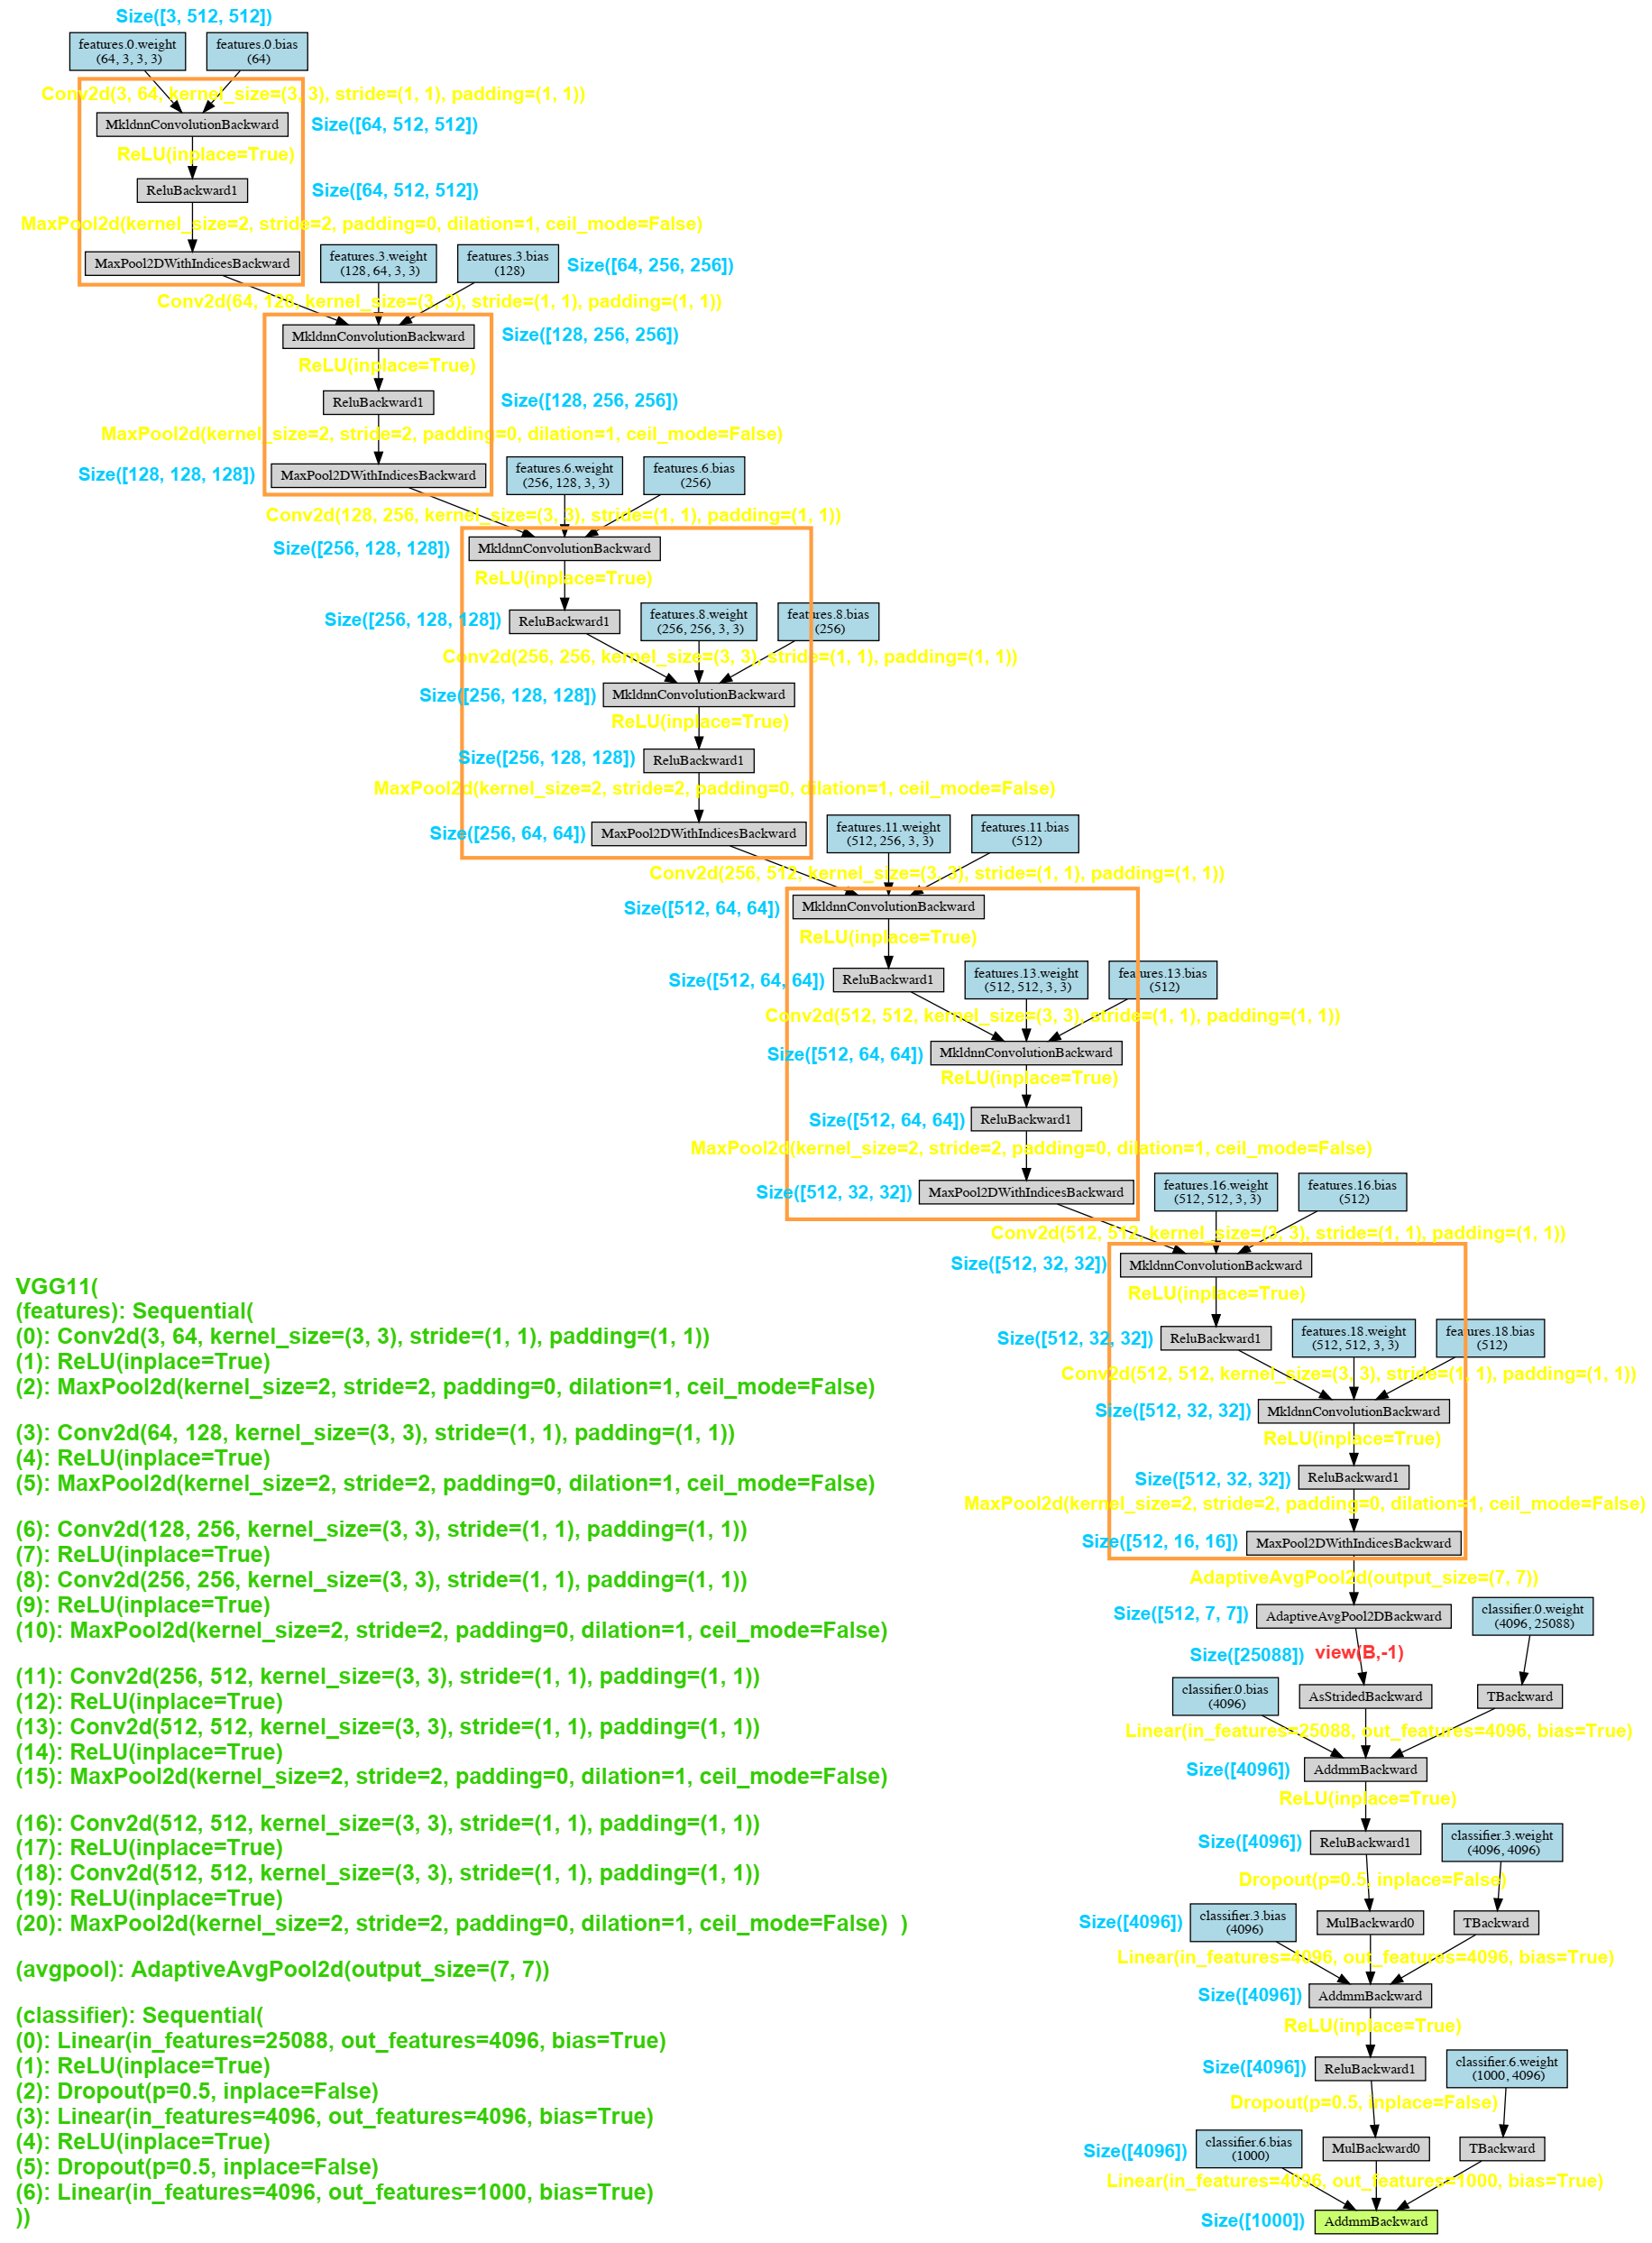 Size([3, 512, 512])
features.0.weight
(64, 3, 3, 3)
features.0.bias
(64)
Conv2d(3, 64, kernel_size=(3, 3), stride=(1, 1), padding=(1, 1))
MkldnnConvolutionBackward
Size([64, 512, 512])
ReLU(inplace=True)
ReluBackward1
Size([64, 512, 512])
MaxPool2d(kernel_size=2, stride=2, padding=0, dilation=1, ceil_mode=False)
MaxPool2DWithIndicesBackward
features.3.weight
(128, 64, 3, 3)
features.3.bias
(128)
Size([64, 256, 256])
Conv2d(64, 128, kernel_size=(3, 3), stride=(1, 1), padding=(1, 1))
MkldnnConvolutionBackward
Size([128, 256, 256])
ReLU(inplace=True)
ReluBackward1
Size([128, 256, 256])
MaxPool2d(kernel_size=2, stride=2, padding=0, dilation=1, ceil_mode=False)
Size([128, 128, 128])
MaxPool2DWithIndicesBackward
features.6.weight
(256, 128, 3, 3)
features.6.bias
(256)
Conv2d(128, 256, kernel_size=(3, 3), stride=(1, 1), padding=(1, 1))
Size([256, 128, 128])
MkldnnConvolutionBackward
ReLU(inplace=True)
Size([256, 128, 128])
ReluBackward1
features.8.weight
(256, 256, 3, 3)
features.8.bias
(256)
Conv2d(256, 256, kernel_size=(3, 3), stride=(1, 1), padding=(1, 1))
Size([256, 128, 128])
MkldnnConvolutionBackward
ReLU(inplace=True)
Size([256, 128, 128])
ReluBackward1
MaxPool2d(kernel_size=2, stride=2, padding=0, dilation=1, ceil_mode=False)
Size([256, 64, 64])
MaxPool2DWithIndicesBackward
features.11.weight
(512, 256, 3, 3)
features.11.bias
(512)
Conv2d(256, 512, kernel_size=(3, 3), stride=(1, 1), padding=(1, 1))
Size([512, 64, 64])
MkldnnConvolutionBackward
ReLU(inplace=True)
Size([512, 64, 64])
ReluBackward1
features.13.weight
(512, 512, 3, 3)
features.13.bias
(512)
Conv2d(512, 512, kernel_size=(3, 3), stride=(1, 1), padding=(1, 1))
Size([512, 64, 64])
MkldnnConvolutionBackward
ReLU(inplace=True)
Size([512, 64, 64])
ReluBackward1
MaxPool2d(kernel_size=2, stride=2, padding=0, dilation=1, ceil_mode=False)
Size([512, 32, 32])
MaxPool2DWithIndicesBackward
features.16.weight
(512, 512, 3, 3)
features.16.bias
(512)
Conv2d(512, 512, kernel_size=(3, 3), stride=(1, 1), padding=(1, 1))
Size([512, 32, 32])
MkldnnConvolutionBackward
ReLU(inplace=True)
Size([512, 32, 32])
ReluBackward1
features.18.weight
(512, 512, 3, 3)
features.18.bias
(512)
Conv2d(512, 512, kernel_size=(3, 3), stride=(1, 1), padding=(1, 1))
Size([512, 32, 32])
MkldnnConvolutionBackward
ReLU(inplace=True)
Size([512, 32, 32])
ReluBackward1
MaxPool2d(kernel_size=2, stride=2, padding=0, dilation=1, ceil_mode=False)
Size([512, 16, 16])
MaxPool2DWithIndicesBackward
AdaptiveAvgPool2d(output_size=(7, 7))
Size([512, 7, 7])
AdaptiveAvgPool2DBackward
classifier.0.weight
(4096, 25088)
Size([25088])
view(B,-1)
classifier.0.bias
(4096)
AsStridedBackward
TBackward
Linear(in_features=25088, out_features=4096, bias=True)
Size([4096])
AddmmBackward
ReLU(inplace=True)
Size([4096])
ReluBackward1
classifier.3.weight
(4096, 4096)
Dropout(p=0.5, inplace=False)
Size([4096])
classifier.3.bias
(4096)
MulBackward0
TBackward
Linear(in_features=4096, out_features=4096, bias=True)
Size([4096])
AddmmBackward
ReLU(inplace=True)
Size([4096])
ReluBackward1
classifier.6.weight
(1000, 4096)
Dropout(p=0.5, inplace=False)
Size([4096])
classifier.6.bias
(1000)
MulBackward0
TBackward
Linear(in_features=4096, out_features=1000, bias=True)
Size([1000])
AddmmBackward
VGG11(
(features): Sequential(
(0): Conv2d(3, 64, kernel_size=(3, 3), stride=(1, 1), padding=(1, 1))
(1): ReLU(inplace=True)
(2): MaxPool2d(kernel_size=2, stride=2, padding=0, dilation=1, ceil_mode=False)
(3): Conv2d(64, 128, kernel_size=(3, 3), stride=(1, 1), padding=(1, 1))
(4): ReLU(inplace=True)
(5): MaxPool2d(kernel_size=2, stride=2, padding=0, dilation=1, ceil_mode=False)
(6): Conv2d(128, 256, kernel_size=(3, 3), stride=(1, 1), padding=(1, 1))
(7): ReLU(inplace=True)
(8): Conv2d(256, 256, kernel_size=(3, 3), stride=(1, 1), padding=(1, 1))
(9): ReLU(inplace=True)
(10): MaxPool2d(kernel_size=2, stride=2, padding=0, dilation=1, ceil_mode=False)
(11): Conv2d(256, 512, kernel_size=(3, 3), stride=(1, 1), padding=(1, 1))
(12): ReLU(inplace=True)
(13): Conv2d(512, 512, kernel_size=(3, 3), stride=(1, 1), padding=(1, 1))
(14): ReLU(inplace=True)
(15): MaxPool2d(kernel_size=2, stride=2, padding=0, dilation=1, ceil_mode=False)
(16): Conv2d(512, 512, kernel_size=(3, 3), stride=(1, 1), padding=(1, 1))
(17): ReLU(inplace=True)
(18): Conv2d(512, 512, kernel_size=(3, 3), stride=(1, 1), padding=(1, 1))
(19): ReLU(inplace=True)
(20): MaxPool2d(kernel_size=2, stride=2, padding=0, dilation=1, ceil_mode=False) )
(avgpool): AdaptiveAvgPool2d(output_size=(7, 7))
(classifier): Sequential(
(0): Linear(in_features=25088, out_features=4096, bias=True)
(1): ReLU(inplace=True)
(2): Dropout(p=0.5, inplace=False)
(3): Linear(in_features=4096, out_features=4096, bias=True)
(4): ReLU(inplace=True)
(5): Dropout(p=0.5, inplace=False)
(6): Linear(in_features=4096, out_features=1000, bias=True)
))